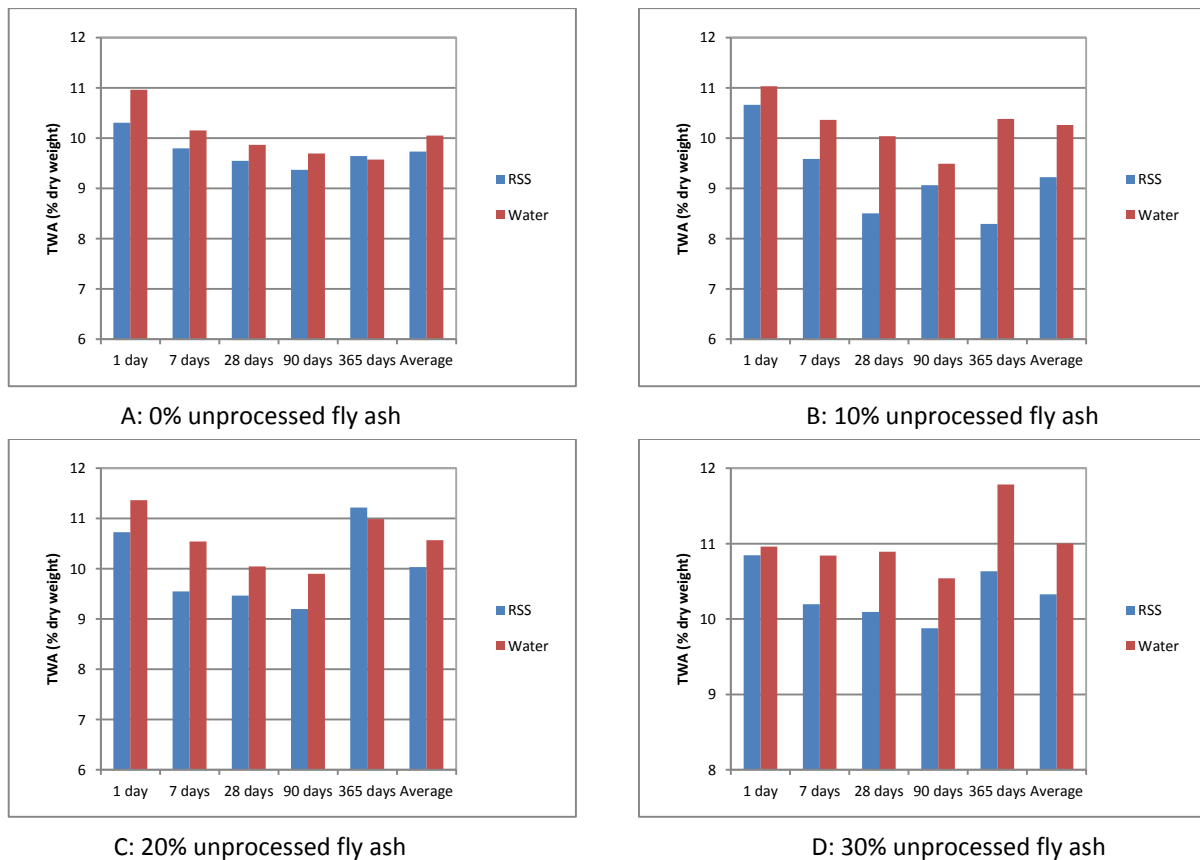 12
11
10
9
8
7
6
TWA (% dry weight)
1 day 7 days 28 days 90 days 365 days Average
RSS
Water
A: 0% unprocessed fly ash
12
11
10
9
8
7
6
TWA (% dry weight)
1 day 7 days 28 days 90 days 365 days Average
RSS
Water
B: 10% unprocessed fly ash
12
11
10
9
8
7
6
TWA (% dry weight)
1 day 7 days 28 days 90 days 365 days Average
RSS
Water
C: 20% unprocessed fly ash
12
11
10
9
8
TWA (% dry weight)
1 day 7 days 28 days 90 days 365 days Average
RSS
Water
D: 30% unprocessed fly ash